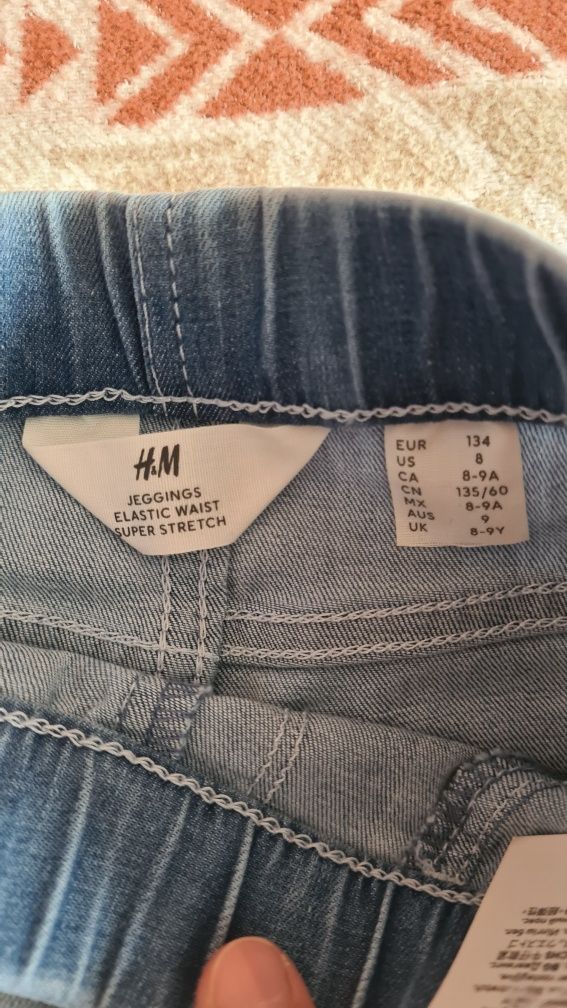 H&M
JEGGINGS
ELASTIC WAIST
SUPER STRETCH
EUR 134
US 8
CA 8-9A
CN 135/60
MX 8-9A
AUS 9
UK 8-9Y